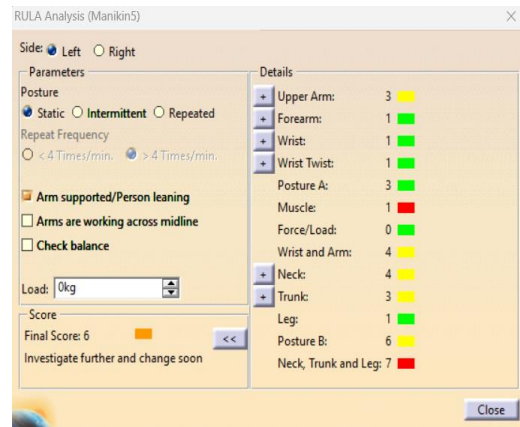 RULA Analysis (Manikin5)
Side: Left Right
Parameters
Posture
Static Intermittent Repeated
Repeat Frequency
< 4 Times/min. > 4 Times/min.
Arm supported/Person leaning
Arms are working across midline
Check balance
Load: 0kg
Score
Final Score: 6 <<
Investigate further and change soon
Details
+ Upper Arm: 3
+ Forearm: 1
+ Wrist: 1
+ Wrist Twist: 1
Posture A: 3
Muscle: 1
Force/Load: 0
Wrist and Arm: 4
+ Neck: 4
+ Trunk: 3
Leg: 1
Posture B: 6
Neck, Trunk and Leg: 7
Close